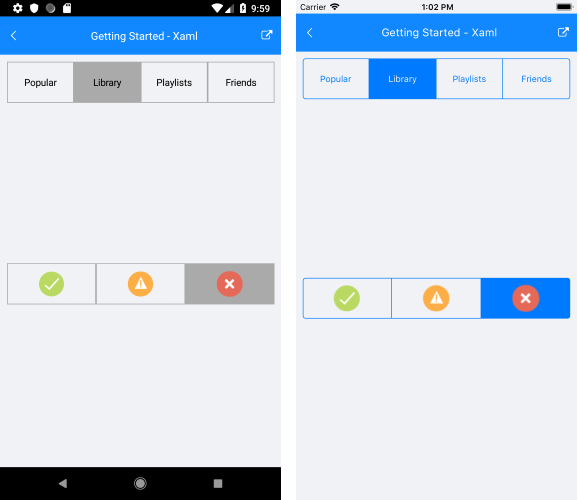 9:59
Getting Started - Xaml
Popular Library Playlists Friends
Carrier 1:02 PM
Getting Started - Xaml
Popular Library Playlists Friends